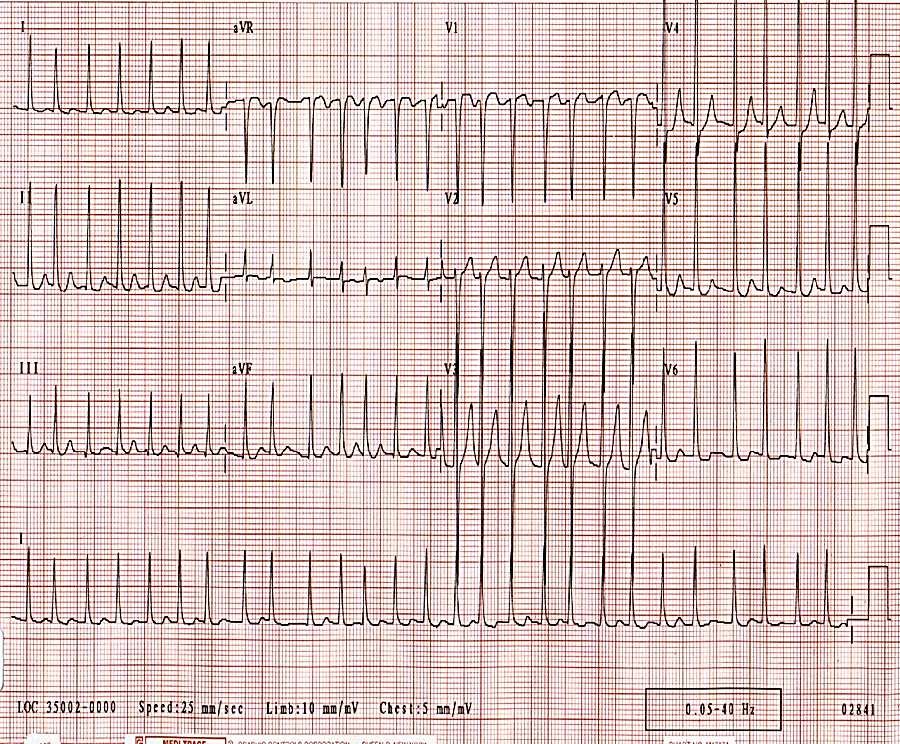 I aVR V1 V4
II aVL V2 V5
III aVF V3 V6
I
LOC 35002-0000 Speed:25 mm/sec Limb:10 mm/mV Chest:5 mm/mV 0.05-40 Hz 02841